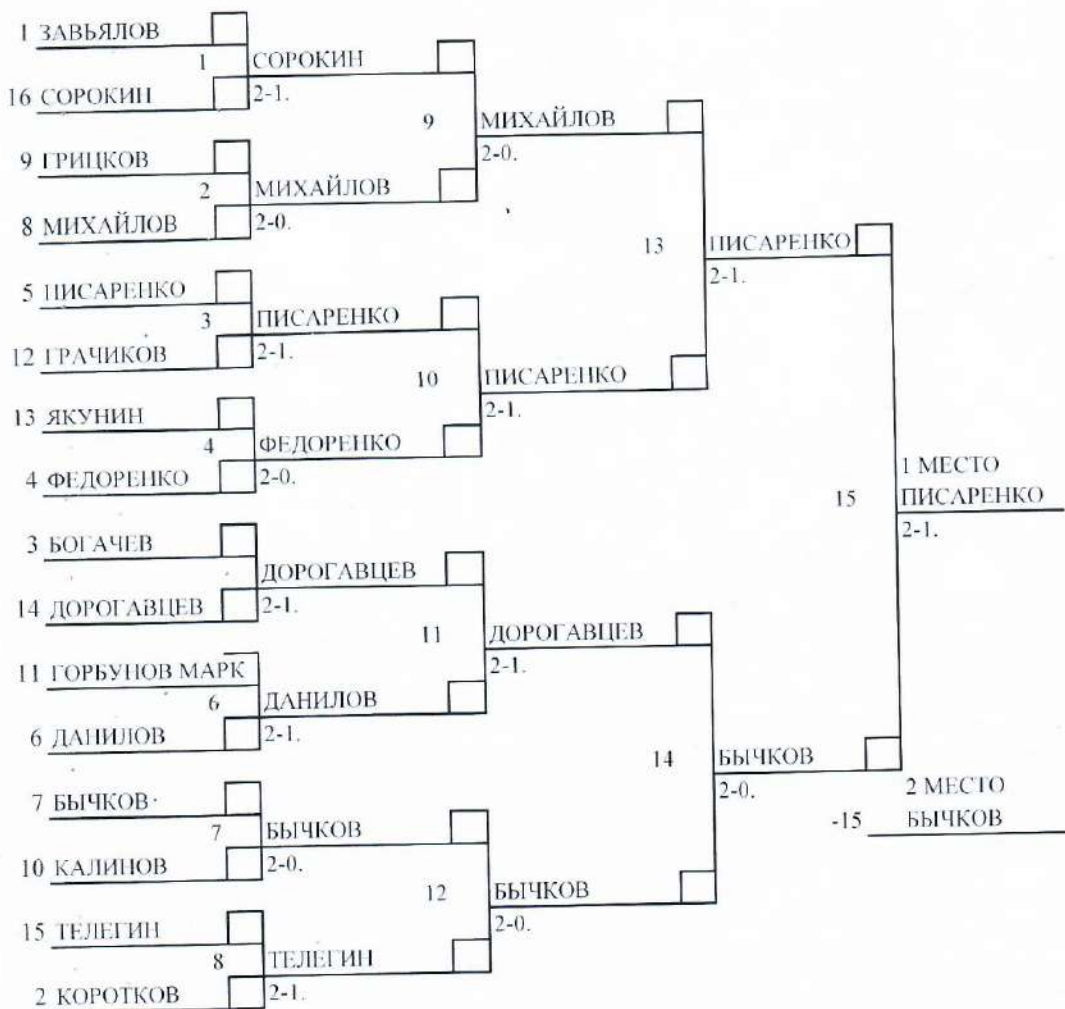 1 ЗАВЬЯЛОВ
1
СОРОКИН
16 СОРОКИН
2-1.
9
МИХАЙЛОВ
9 ГРИЦКОВ
2-0.
2
МИХАЙЛОВ
8 МИХАЙЛОВ
2-0.
13
ПИСАРЕНКО
5 ПИСАРЕНКО
2-1.
3
ПИСАРЕНКО
12 ГРАЧИКОВ
2-1.
10
ПИСАРЕНКО
13 ЯКУНИН
2-1.
4
ФЕДОРЕНКО
4 ФЕДОРЕНКО
2-0.
15
1 МЕСТО
ПИСАРЕНКО
2-1.
3 БОГАЧЕВ
ДОРОГАВЦЕВ
14 ДОРОГАВЦЕВ
2-1.
11
ДОРОГАВЦЕВ
11 ГОРБУНОВ МАРК
2-1.
6
ДАНИЛОВ
6 ДАНИЛОВ
2-1.
14
БЫЧКОВ
7 БЫЧКОВ
2-0.
2 МЕСТО
-15 БЫЧКОВ
7
БЫЧКОВ
10 КАЛИНОВ
2-0.
12
БЫЧКОВ
15 ТЕЛЕГИН
2-0.
8
ТЕЛЕГИН
2 КОРОТКОВ
2-1.